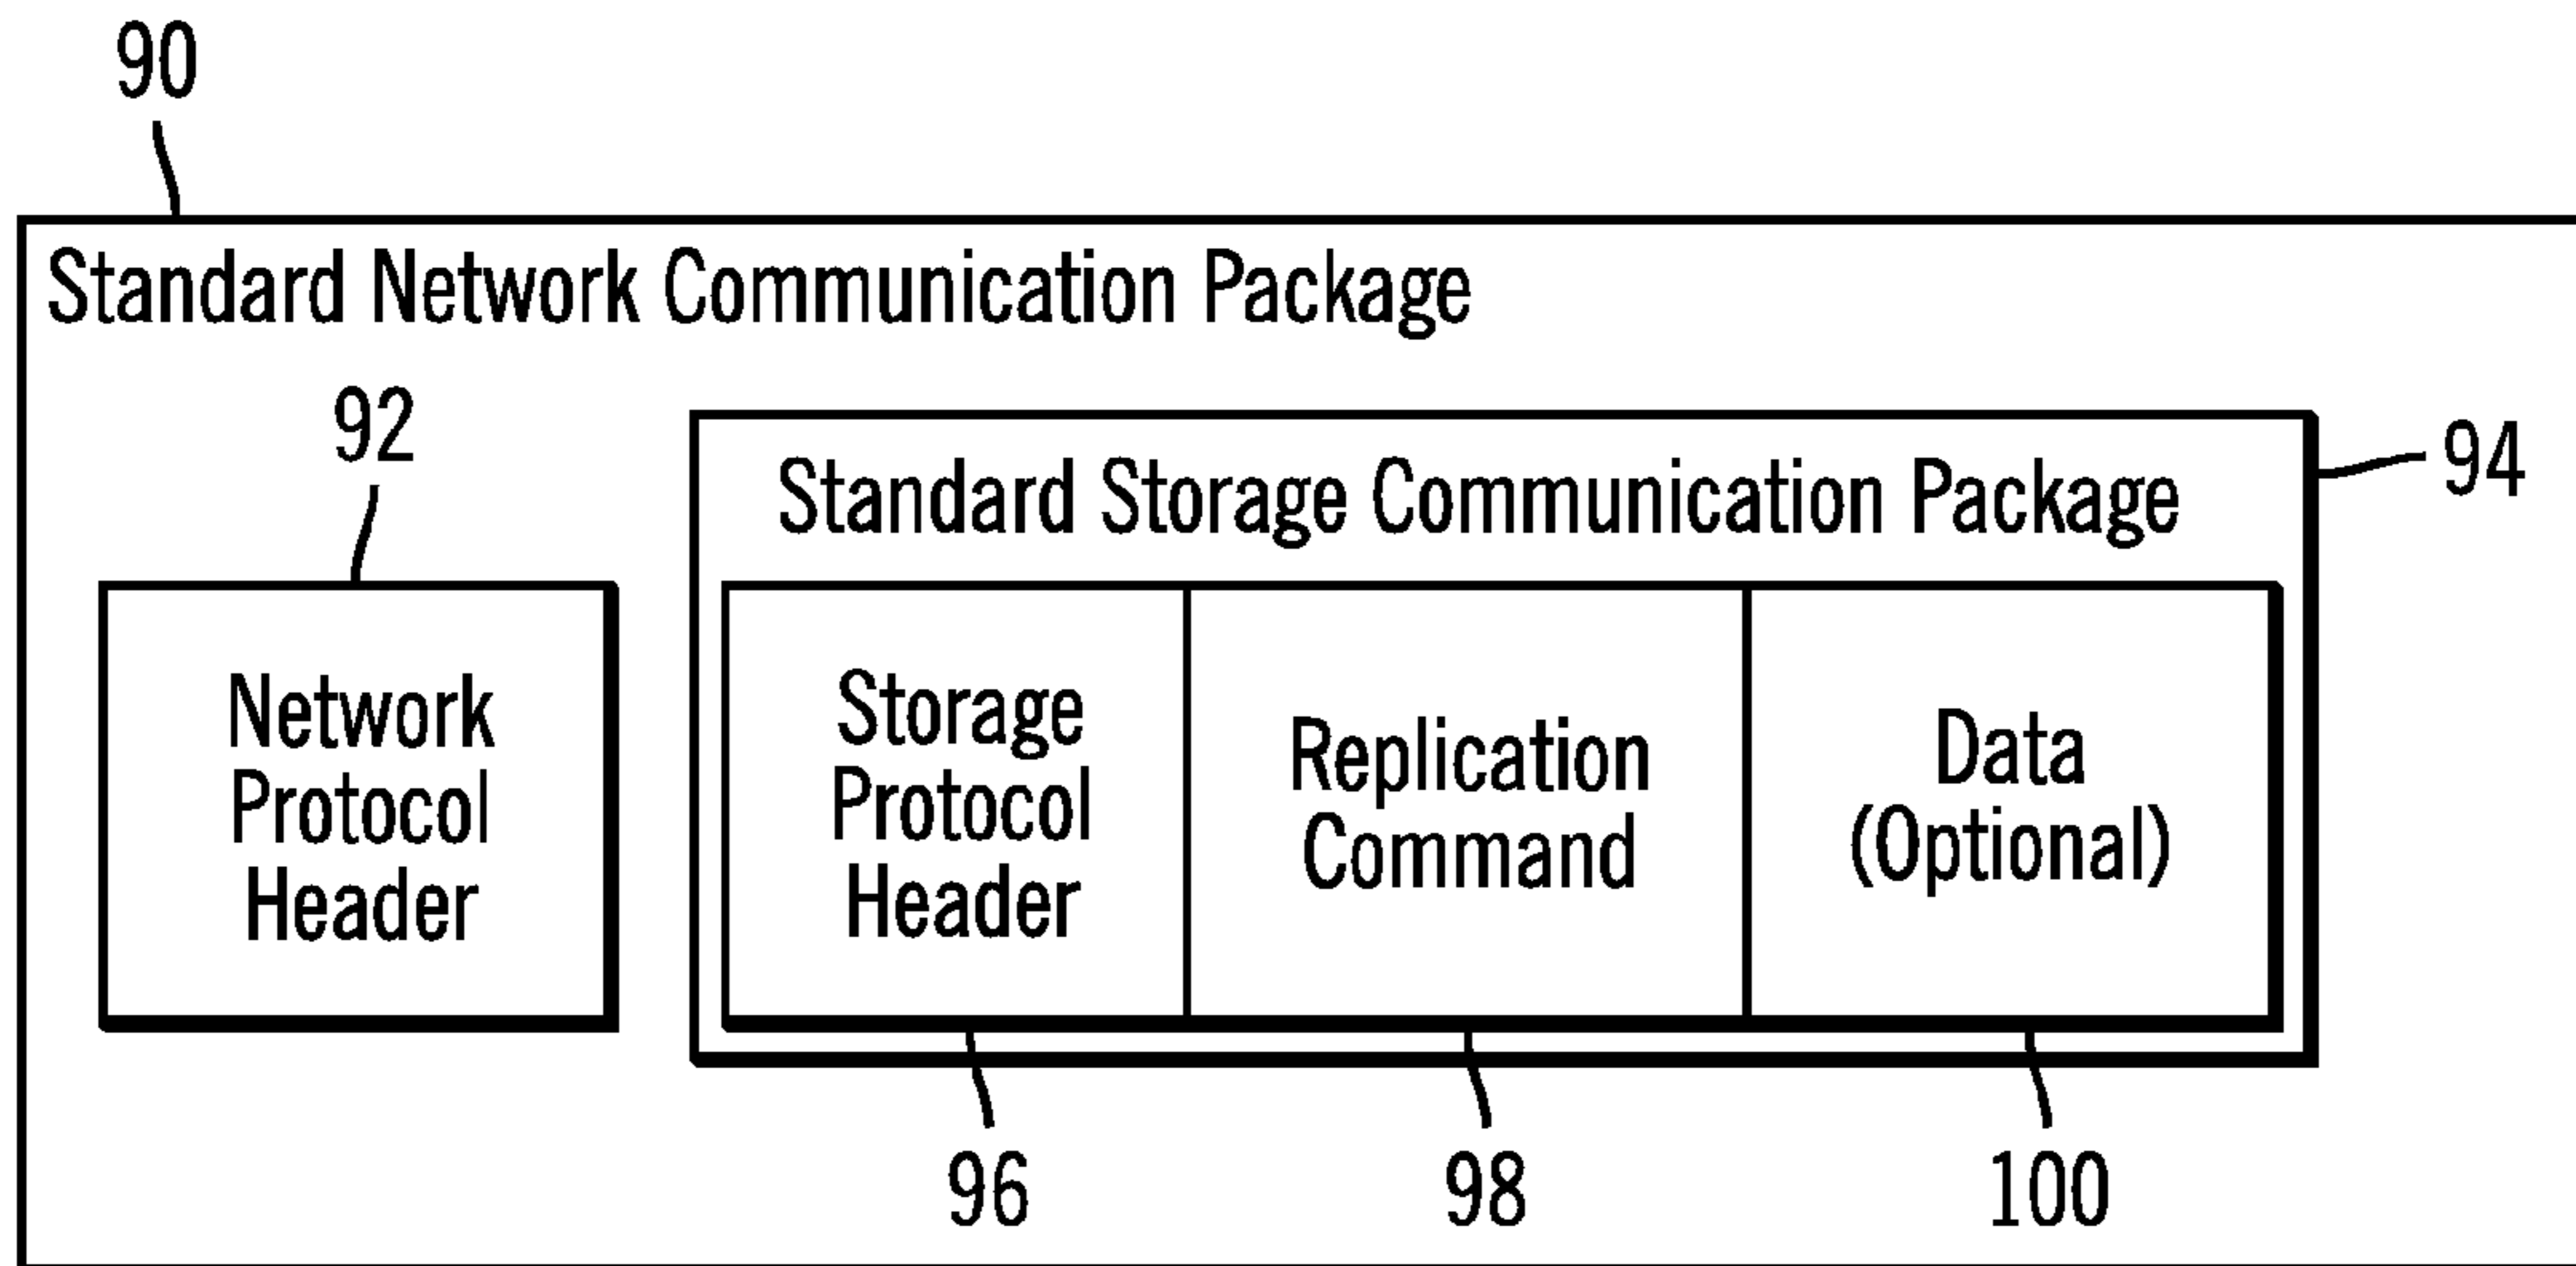 90
Standard Network Communication Package
92
94
Standard Storage Communication Package
Network
Protocol
Header
Storage
Protocol
Header
Replication
Command
Data
(Optional)
96
98
100